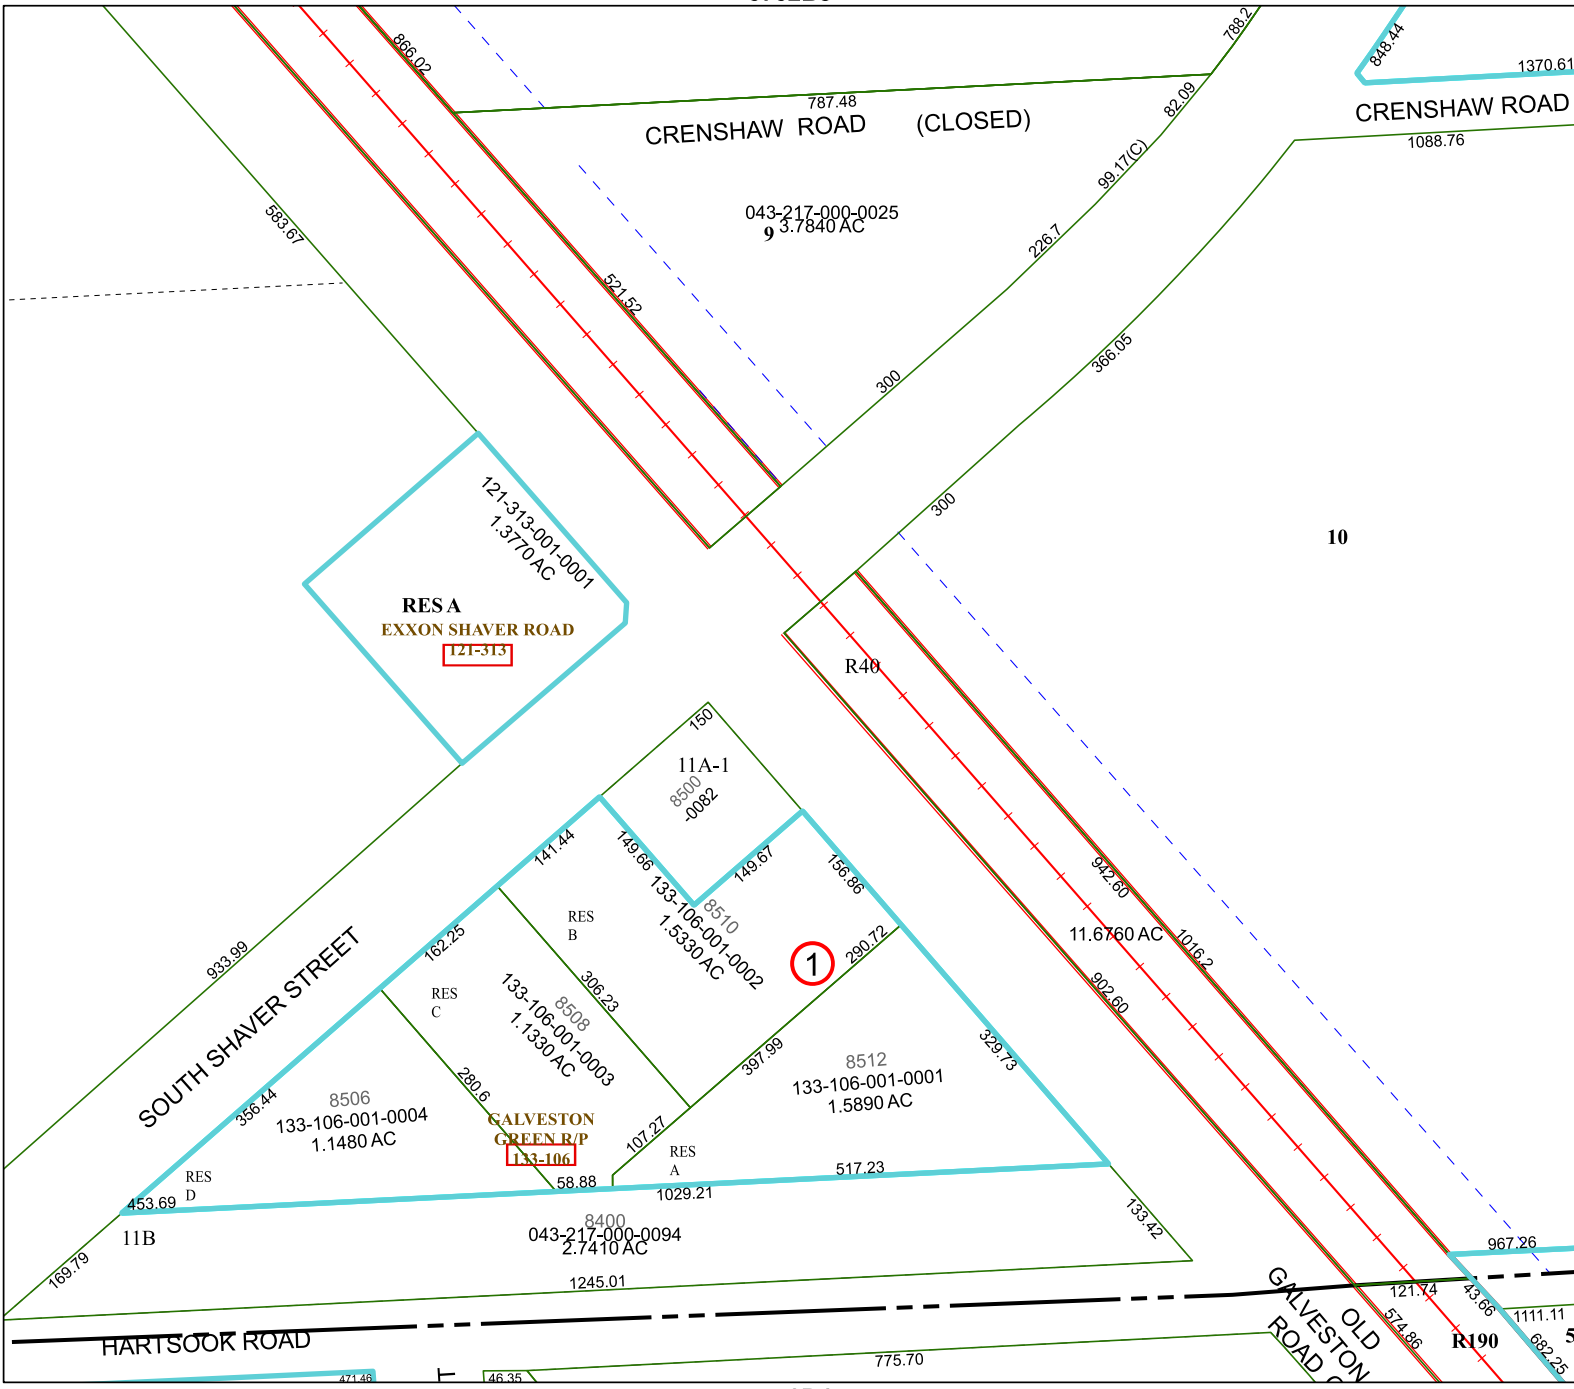 866.02
788.2
848.44
1370.61
787.48
82.09
CRENSHAW ROAD (CLOSED)
CRENSHAW ROAD
1088.76
99.17(C)
583.67
043-217-000-0025
3.7840 AC
9
226.7
521.52
366.05
300
300
10
121-313-001-0001
1.3770 AC
RES A
EXXON SHAVER ROAD
121-313
R40
150
11A-1
8500
-0082
141.44
149.66
149.67
156.86
942.60
133-106-001-0002
8510
1.5330 AC
RES
B
162.25
290.72
1
11.6760 AC
1016.2
933.99
SOUTH SHAVER STREET
RES
C
306.23
133-106-001-0003
8508
1.1330 AC
902.60
397.99
329.73
8512
133-106-001-0001
1.5890 AC
280.6
356.44
8506
133-106-001-0004
1.1480 AC
GALVESTON
GREEN R/P
133-106
107.27
RES
A
517.23
RES
D
58.88
1029.21
453.69
133.42
11B
8400
043-217-000-0094
2.7410 AC
967.26
169.79
1245.01
121.74
43.66
1111.11
HARTSOOK ROAD
OLD
GALVESTON
ROAD
574.86
R190
5
682.25
775.70
471.46
46.35